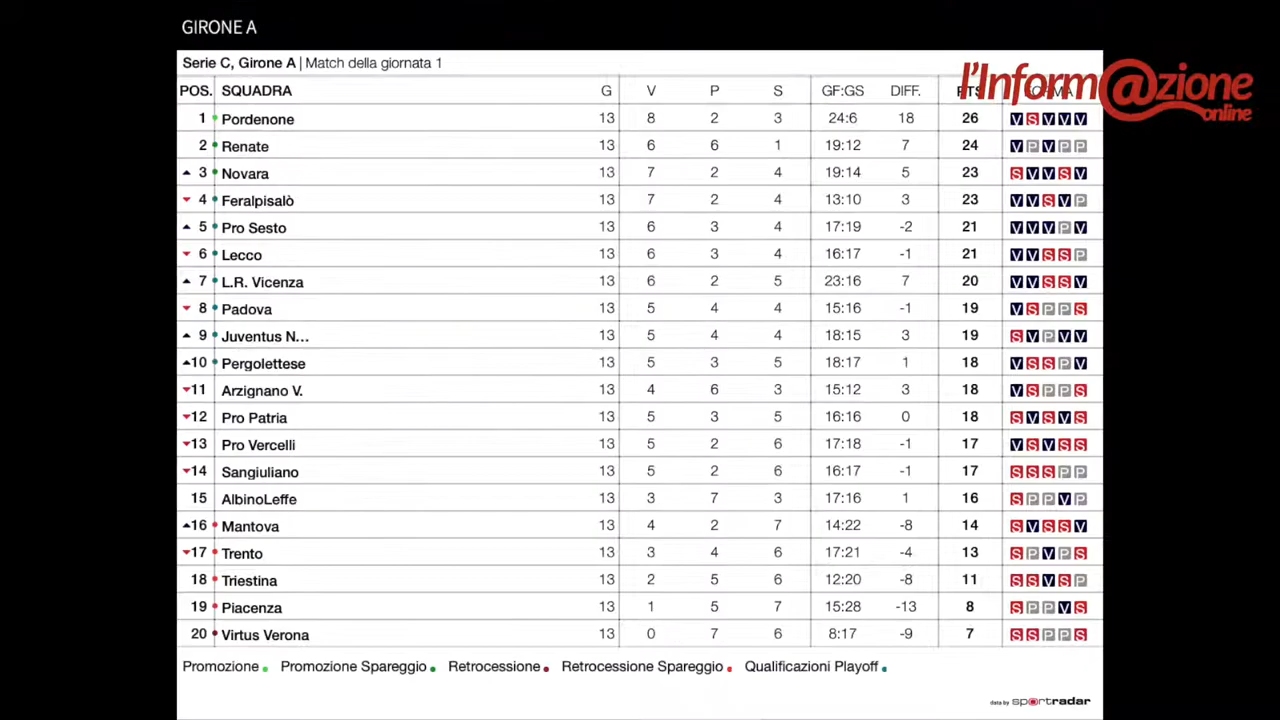 GIRONE A
Serie C, Girone A | Match della giornata 1
l'Inform@zione
online
POS. SQUADRA G V P S GF:GS DIFF. PTS
1 Pordenone 13 8 2 3 24:6 18 26 V S V V V
2 Renate 13 6 6 1 19:12 7 24 V P V P P
3 Novara 13 7 2 4 19:14 5 23 S V V S V
4 Feralpisalò 13 7 2 4 13:10 3 23 V V S V P
5 Pro Sesto 13 6 3 4 17:19 -2 21 V V V P V
6 Lecco 13 6 3 4 16:17 -1 21 V V S S P
7 L.R. Vicenza 13 6 2 5 23:16 7 20 V V S S V
8 Padova 13 5 4 4 15:16 -1 19 V S P P S
9 Juventus N... 13 5 4 4 18:15 3 19 S V P V V
10 Pergolettese 13 5 3 5 18:17 1 18 V S S P V
11 Arzignano V. 13 4 6 3 15:12 3 18 V S P P S
12 Pro Patria 13 5 3 5 16:16 0 18 S V S V S
13 Pro Vercelli 13 5 2 6 17:18 -1 17 V S V S S
14 Sangiuliano 13 5 2 6 16:17 -1 17 S S S P P
15 AlbinoLeffe 13 3 7 3 17:16 1 16 S P P V P
16 Mantova 13 4 2 7 14:22 -8 14 S V S S V
17 Trento 13 3 4 6 17:21 -4 13 S P V P S
18 Triestina 13 2 5 6 12:20 -8 11 S S V S P
19 Piacenza 13 1 5 7 15:28 -13 8 S P P V S
20 Virtus Verona 13 0 7 6 8:17 -9 7 S S P P S
Promozione Promozione Spareggio Retrocessione Retrocessione Spareggio Qualificazioni Playoff
data by sportradar